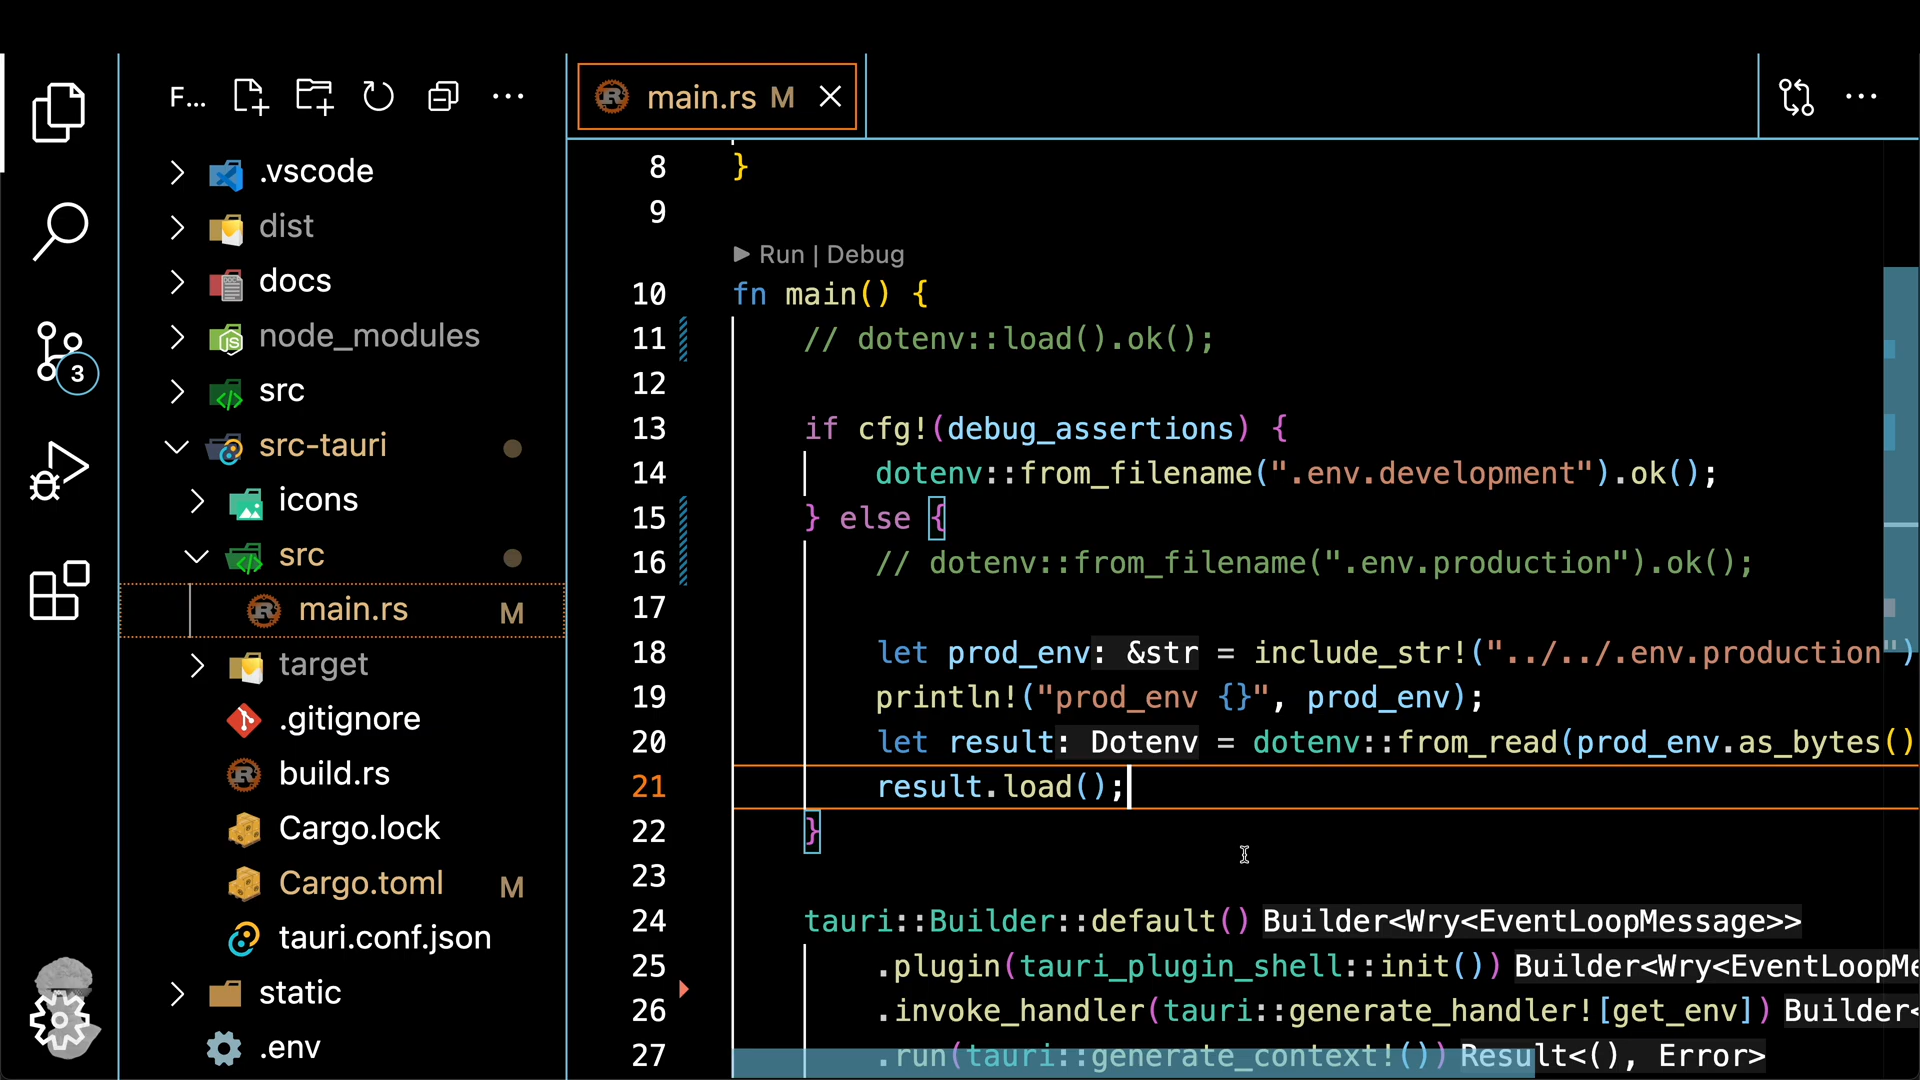 F...
.vscode
dist
docs
node_modules
src
src-tauri
icons
src
main.rs M
target
.gitignore
build.rs
Cargo.lock
Cargo.toml M
tauri.conf.json
static
.env
3
main.rs M
8 }
9
Run | Debug
10 fn main() {
11 // dotenv::load().ok();
12
13 if cfg!(debug_assertions) {
14 dotenv::from_filename(".env.development").ok();
15 } else {
16 // dotenv::from_filename(".env.production").ok();
17
18 let prod_env: &str = include_str!("../../.env.production")
19 println!("prod_env {}", prod_env);
20 let result: Dotenv = dotenv::from_read(prod_env.as_bytes()
21 result.load();
22 }
23
24 tauri::Builder::default() Builder<Wry<EventLoopMessage>>
25 .plugin(tauri_plugin_shell::init()) Builder<Wry<EventLoopMe
26 .invoke_handler(tauri::generate_handler![get_env]) Builder<
27 .run(tauri::generate_context!()) Result<(), Error>